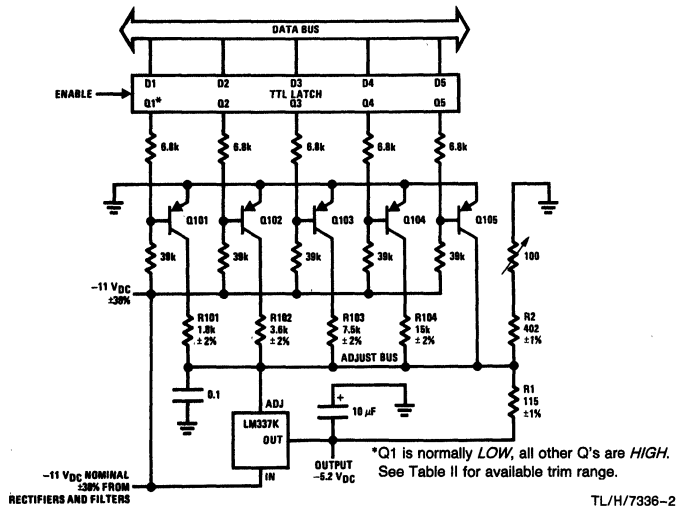 DATA BUS
D1 D2 D3 D4 D5
ENABLE
TTL LATCH
Q1* Q2 Q3 Q4 Q5
6.8k 6.8k 6.8k 6.8k 6.8k
Q101 Q102 Q103 Q104 Q105
39k 39k 39k 39k 39k
100
-11 VDC
±30%
R101
1.8k
±2%
R102
3.6k
±2%
R103
7.5k
±2%
R104
15k
±2%
R2
402
±1%
ADJUST BUS
R1
115
±1%
0.1
ADJ
+
10 µF
LM337K
OUT
IN
OUTPUT
-5.2 VDC
-11 VDC NOMINAL
±30% FROM
RECTIFIERS AND FILTERS
*Q1 is normally LOW, all other Q's are HIGH.
See Table II for available trim range.
TL/H/7336-2